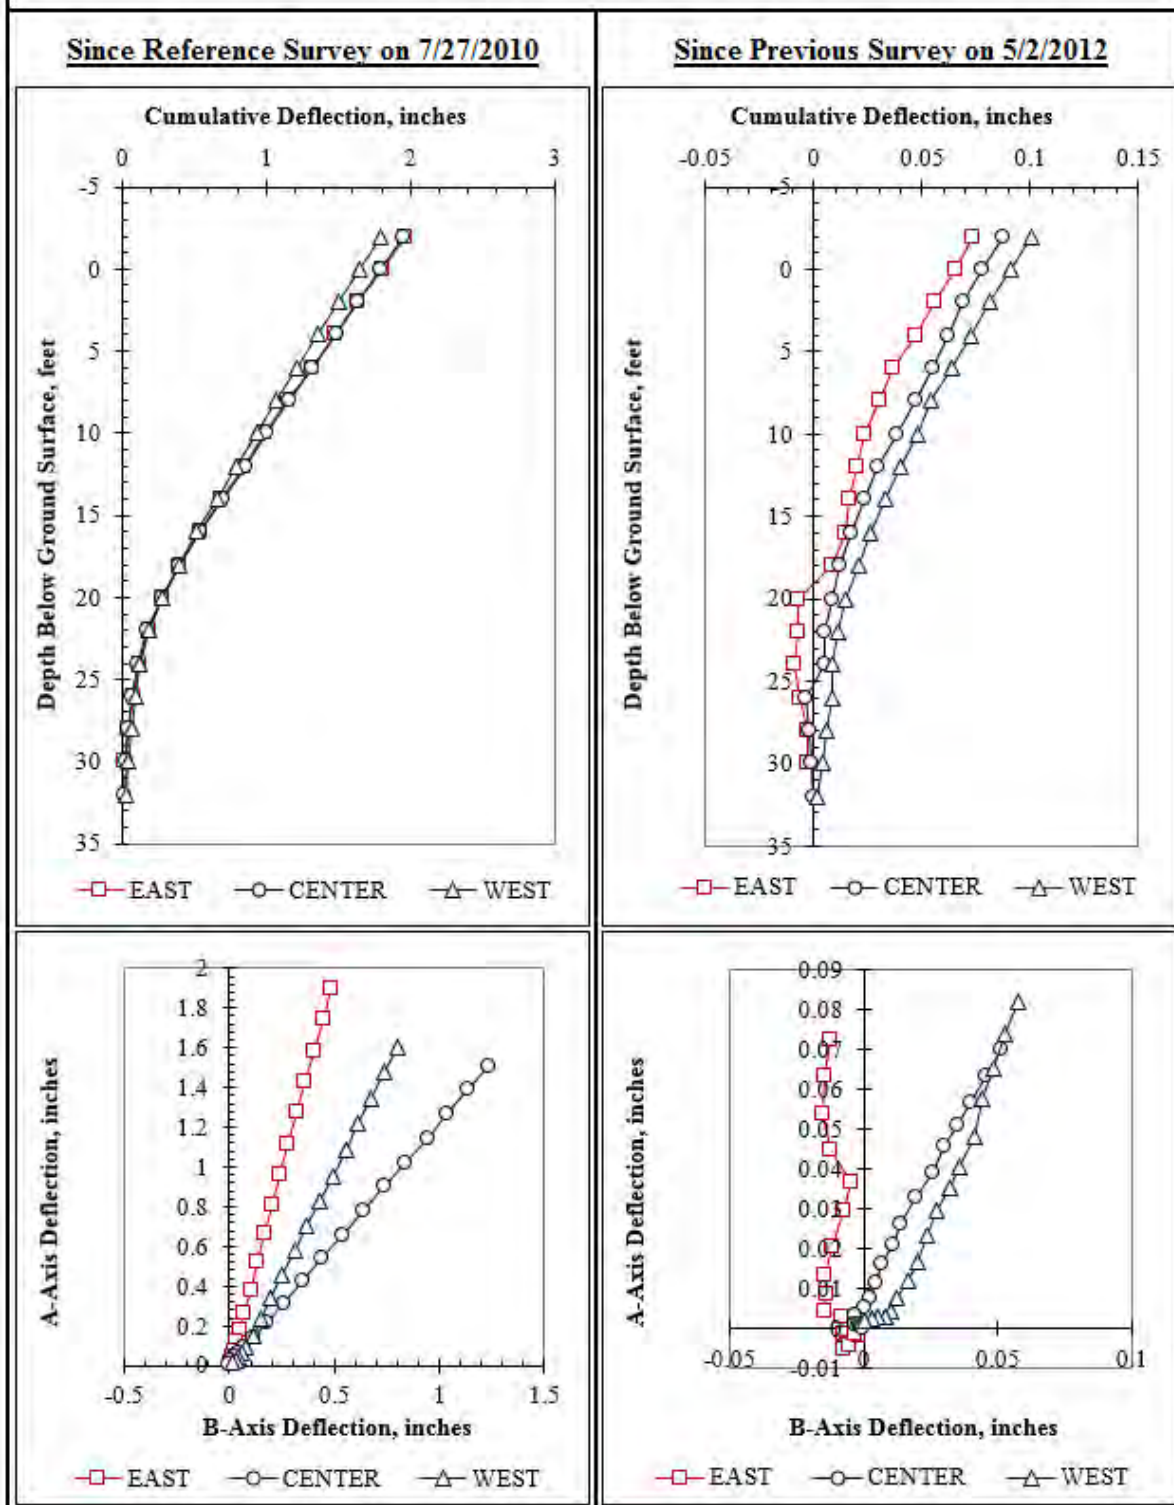 Since Reference Survey on 7/27/2010
Cumulative Deflection, inches
0 1 2 3
-5
0
5
10
15
20
25
30
35
Depth Below Ground Surface, feet
EAST CENTER WEST
Since Previous Survey on 5/2/2012
Cumulative Deflection, inches
-0.05 0 0.05 0.1 0.15
-5
0
5
10
15
20
25
30
35
Depth Below Ground Surface, feet
EAST CENTER WEST
2
1.8
1.6
1.4
1.2
1
0.8
0.6
0.4
0.2
0
-0.5 0 0.5 1 1.5
A-Axis Deflection, inches
B-Axis Deflection, inches
EAST CENTER WEST
0.09
0.08
0.07
0.06
0.05
0.04
0.03
0.02
0.01
-0.01
-0.05 0 0.05 0.1
A-Axis Deflection, inches
B-Axis Deflection, inches
EAST CENTER WEST